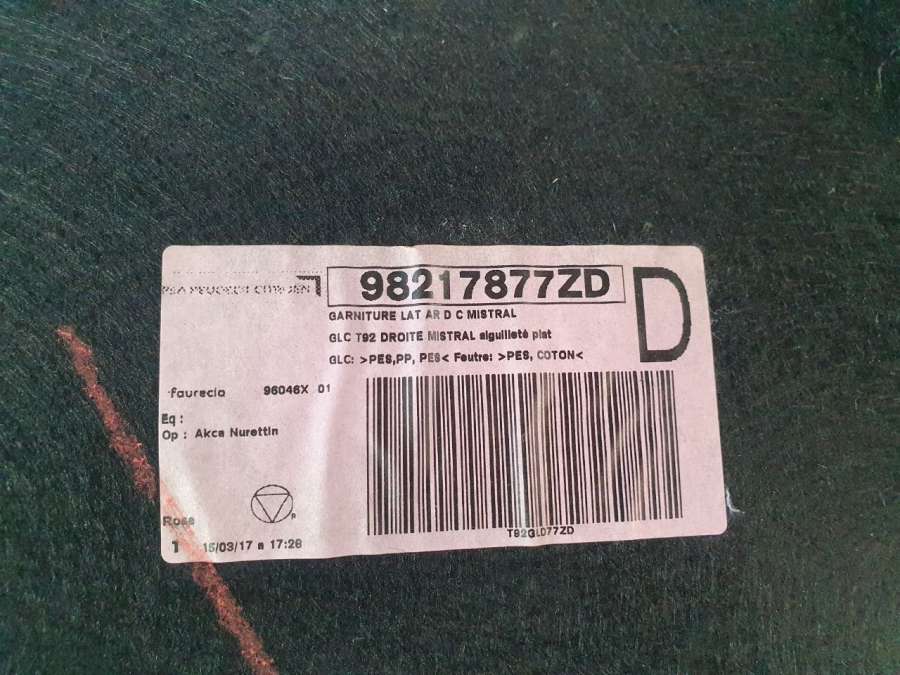 PSA PEUGEOT CITROËN
98217877ZD
D
GARNITURE LAT AR D C MISTRAL
GLC T92 DROITE MISTRAL aiguilleté plat
GLC: >PES,PP, PES< Feutre: >PES, COTON<
faurecia 96046X 01
Eq :
Op : Akca Nurettin
Rose
R
1 15/03/17 a 17:28
T92GLD77ZD